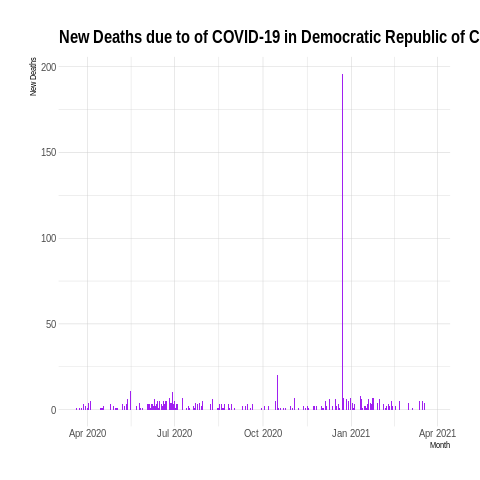 New Deaths due to of COVID-19 in Democratic Republic of C
New Deaths
200
150
100
50
0
Apr 2020
Jul 2020
Oct 2020
Jan 2021
Apr 2021
Month